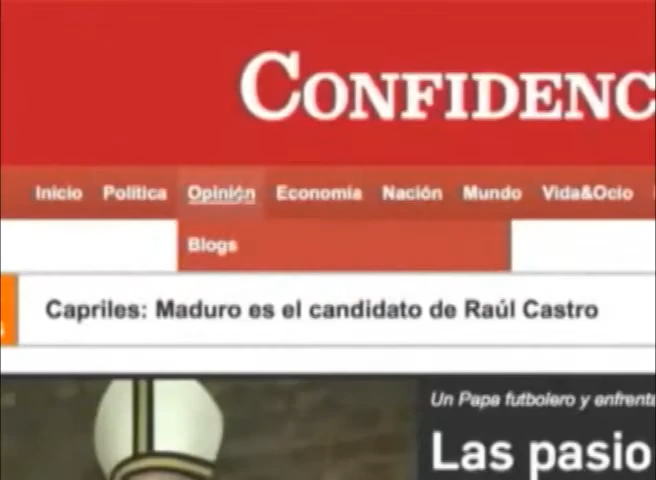 CONFIDENC
Inicio Política Opinión Economía Nación Mundo Vida&Ocio
Blogs
Capriles: Maduro es el candidato de Raúl Castro
Un Papa futbolero y enfrent
Las pasio